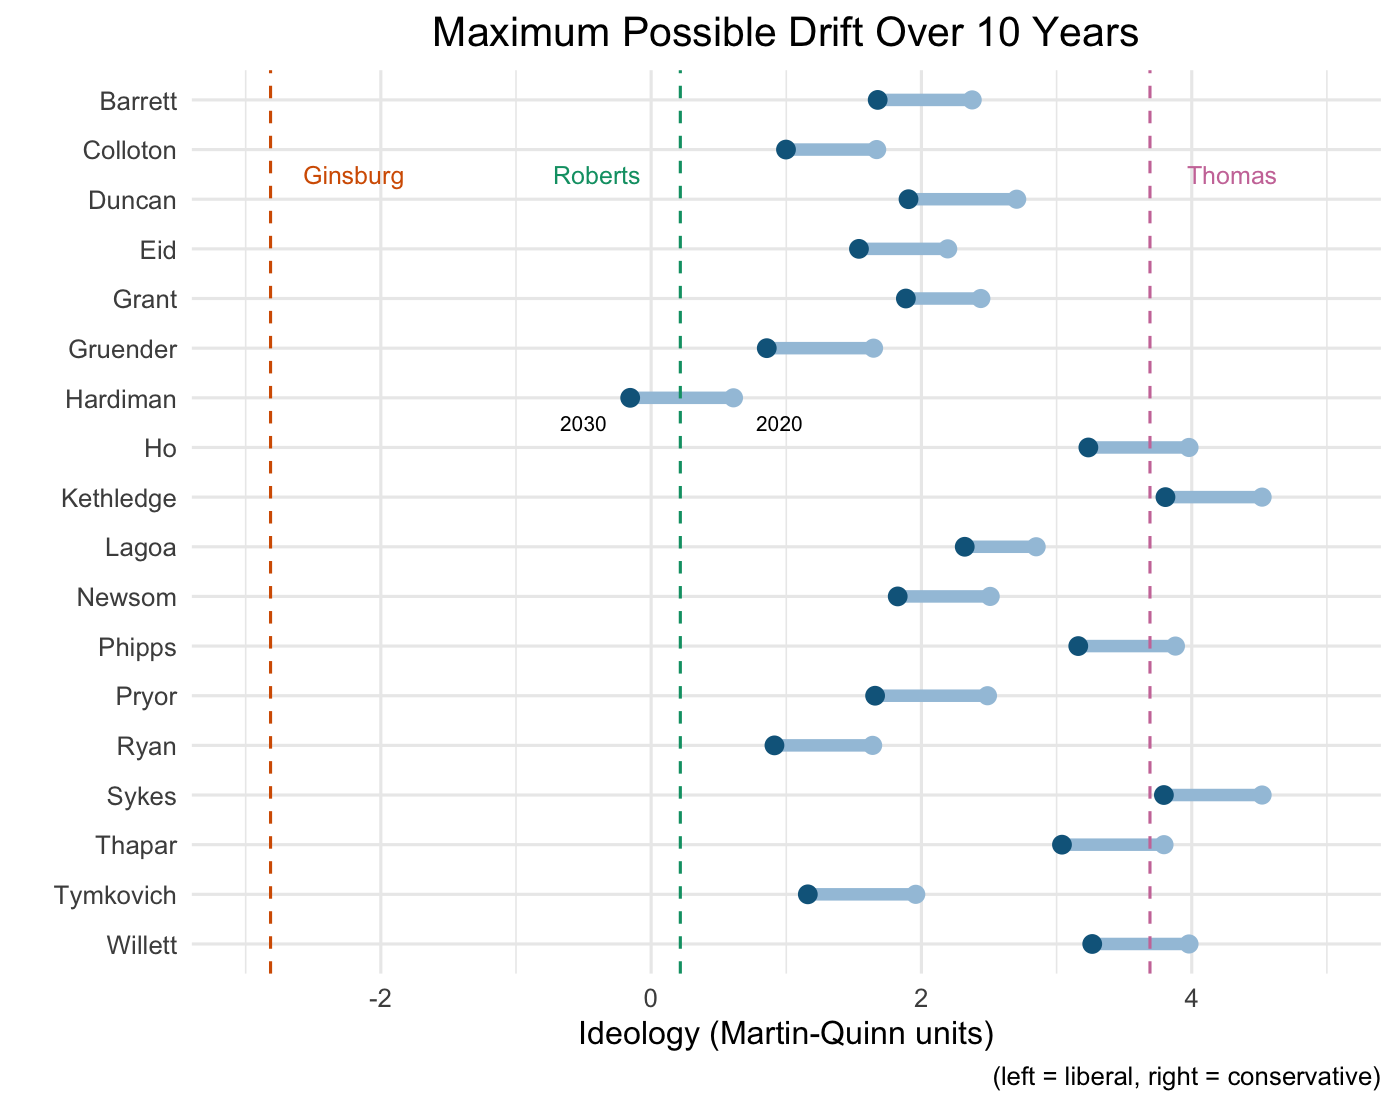 Maximum Possible Drift Over 10 Years
Barrett
Colloton
Ginsburg Roberts Thomas
Duncan
Eid
Grant
Gruender
Hardiman
2030 2020
Ho
Kethledge
Lagoa
Newsom
Phipps
Pryor
Ryan
Sykes
Thapar
Tymkovich
Willett
-2 0 2 4
Ideology (Martin-Quinn units)
(left = liberal, right = conservative)